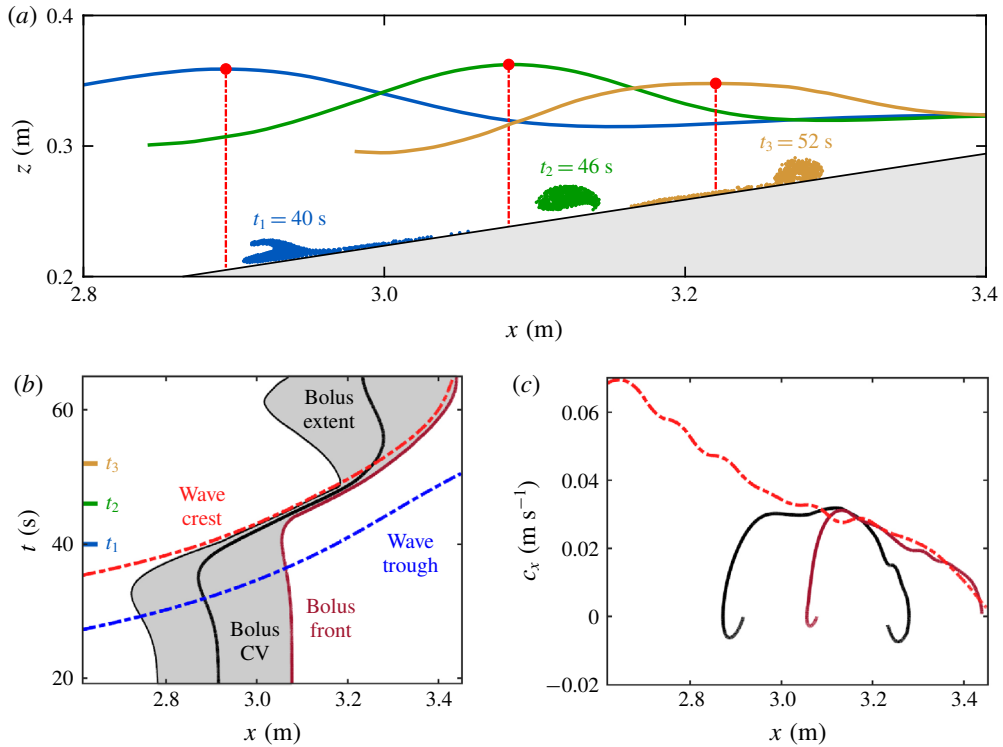 (a)
0.4
0.3
0.2
z (m)
t1 = 40 s
t2 = 46 s
t3 = 52 s
2.8
3.0
3.2
3.4
x (m)
(b)
60
40
20
t (s)
t3
t2
t1
Bolus
extent
Wave
crest
Wave
trough
Bolus
CV
Bolus
front
2.8
3.0
3.2
3.4
x (m)
(c)
0.06
0.04
0.02
0
−0.02
cx (m s−1)
2.8
3.0
3.2
3.4
x (m)